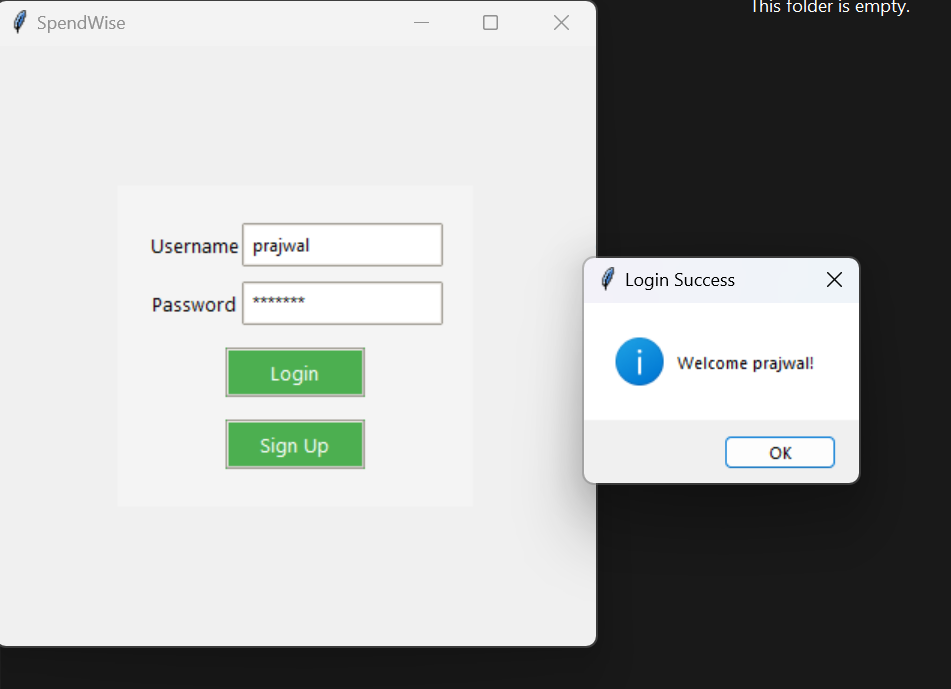 SpendWise
This folder is empty.
Username prajwal
Password *******
Login
Sign Up
Login Success
Welcome prajwal!
OK